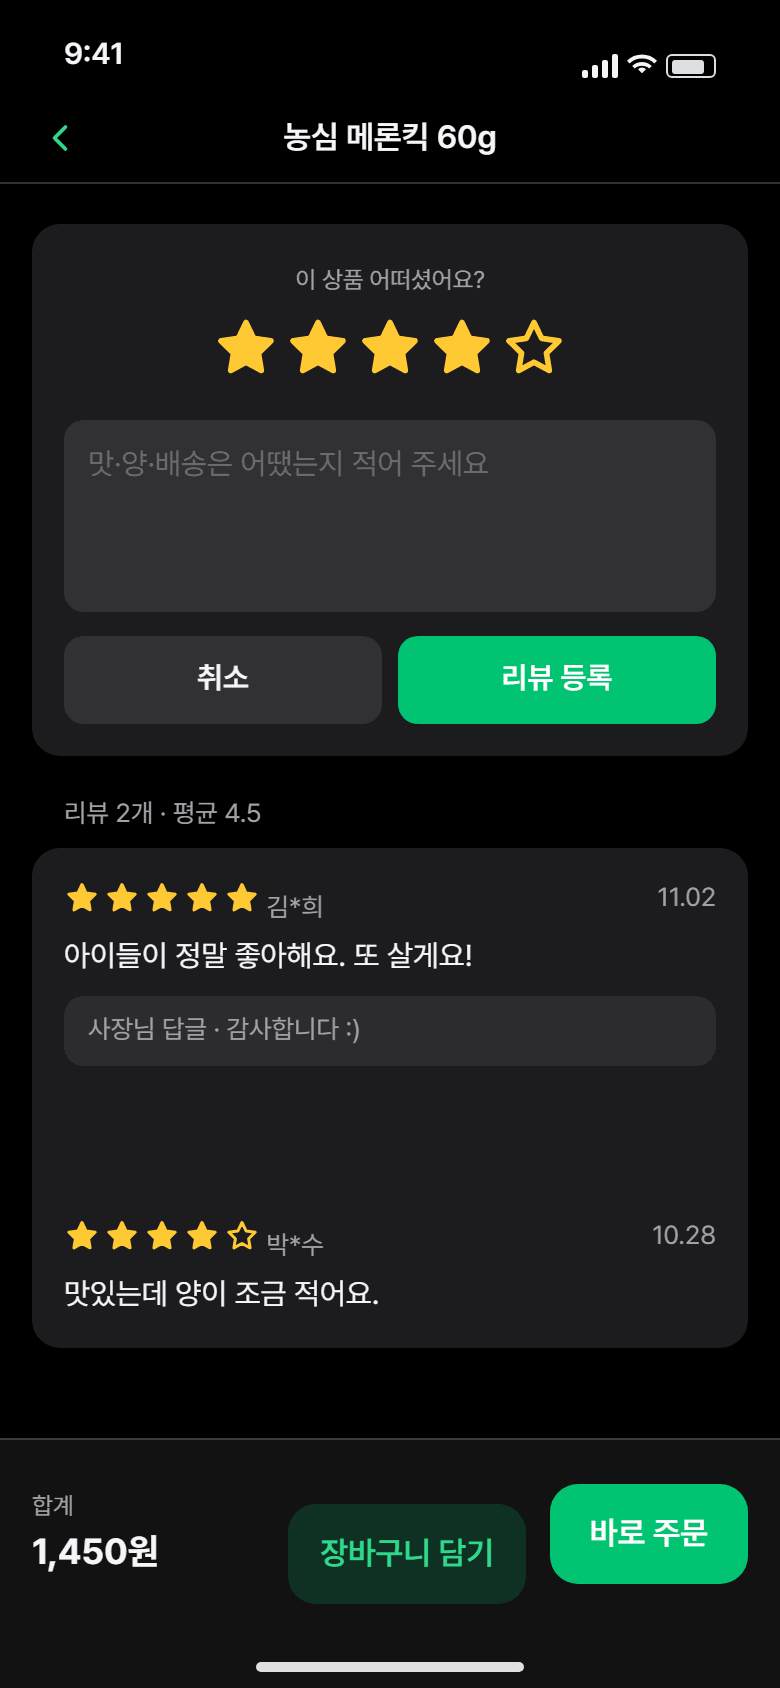 9:41
농심 메론킥 60g
이 상품 어떠셨어요?
맛·양·배송은 어땠는지 적어 주세요
취소
리뷰 등록
리뷰 2개 · 평균 4.5
김*희
11.02
아이들이 정말 좋아해요. 또 살게요!
사장님 답글 · 감사합니다 :)
박*수
10.28
맛있는데 양이 조금 적어요.
합계
1,450원
장바구니 담기
바로 주문